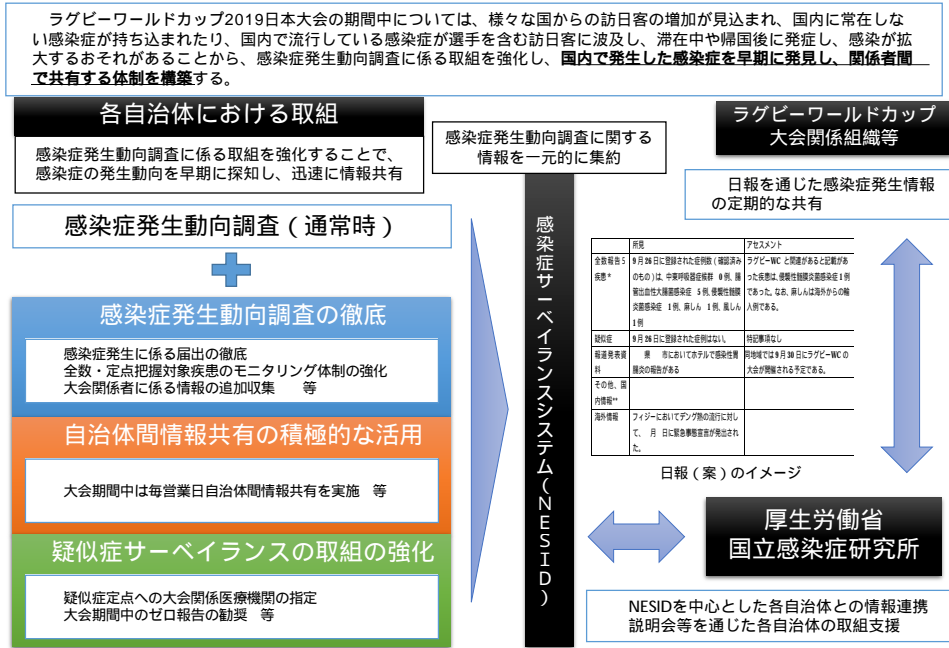 ラグビーワールドカップ2019日本大会の期間中については、様々な国からの訪日客の増加が見込まれ、国内に常在しな
い感染症が持ち込まれたり、国内で流行している感染症が選手を含む訪日客に波及し、滞在中や帰国後に発症し、感染が拡
大するおそれがあることから、感染症発生動向調査に係る取組を強化し、国内で発生した感染症を早期に発見し、関係者間
で共有する体制を構築する。
各自治体における取組
感染症発生動向調査に係る取組を強化することで、
感染症の発生動向を早期に探知し、迅速に情報共有
感染症発生動向調査(通常時)
感染症発生動向調査の徹底
感染症発生に係る届出の徹底
全数・定点把握対象疾患のモニタリング体制の強化
大会関係者に係る情報の追加収集 等
自治体間情報共有の積極的な活用
大会期間中は毎営業日自治体間情報共有を実施 等
疑似症サーベイランスの取組の強化
疑似症定点への大会関係医療機関の指定
大会期間中のゼロ報告の勧奨 等
感染症発生動向調査に関する
情報を一元的に集約
感染症サーベイランスシステム(NESID)
ラグビーワールドカップ
大会関係組織等
日報を通じた感染症発生情報
の定期的な共有
所見 アセスメント
全数報告5 9月26日に登録された症例数(確認済み ラグビーWC と関連があると記載があ
疾患* のもの)は、中東呼吸器症候群 0例、腸 った疾患は、侵襲性髄膜炎菌感染症1例
管出血性大腸菌感染症 5例、侵襲性髄膜 であった。なお、麻しんは海外からの輸
炎菌感染症 1例、麻しん 1例、風しん 入例である。
1例
疑似症 9月26日に登録された症例はない。 特記事項なし
報道発表資 県 市においてホテルで感染性胃 同地域では9月30日にラグビーWCの
料 腸炎の報告がある 大会が開催される予定である。
その他、国
内情報**
海外情報 フィジーにおいてデング熱の流行に対し
て、 月 日に緊急事態宣言が発出され
た。
日報(案)のイメージ
厚生労働省
国立感染症研究所
NESIDを中心とした各自治体との情報連携
説明会等を通じた各自治体の取組支援